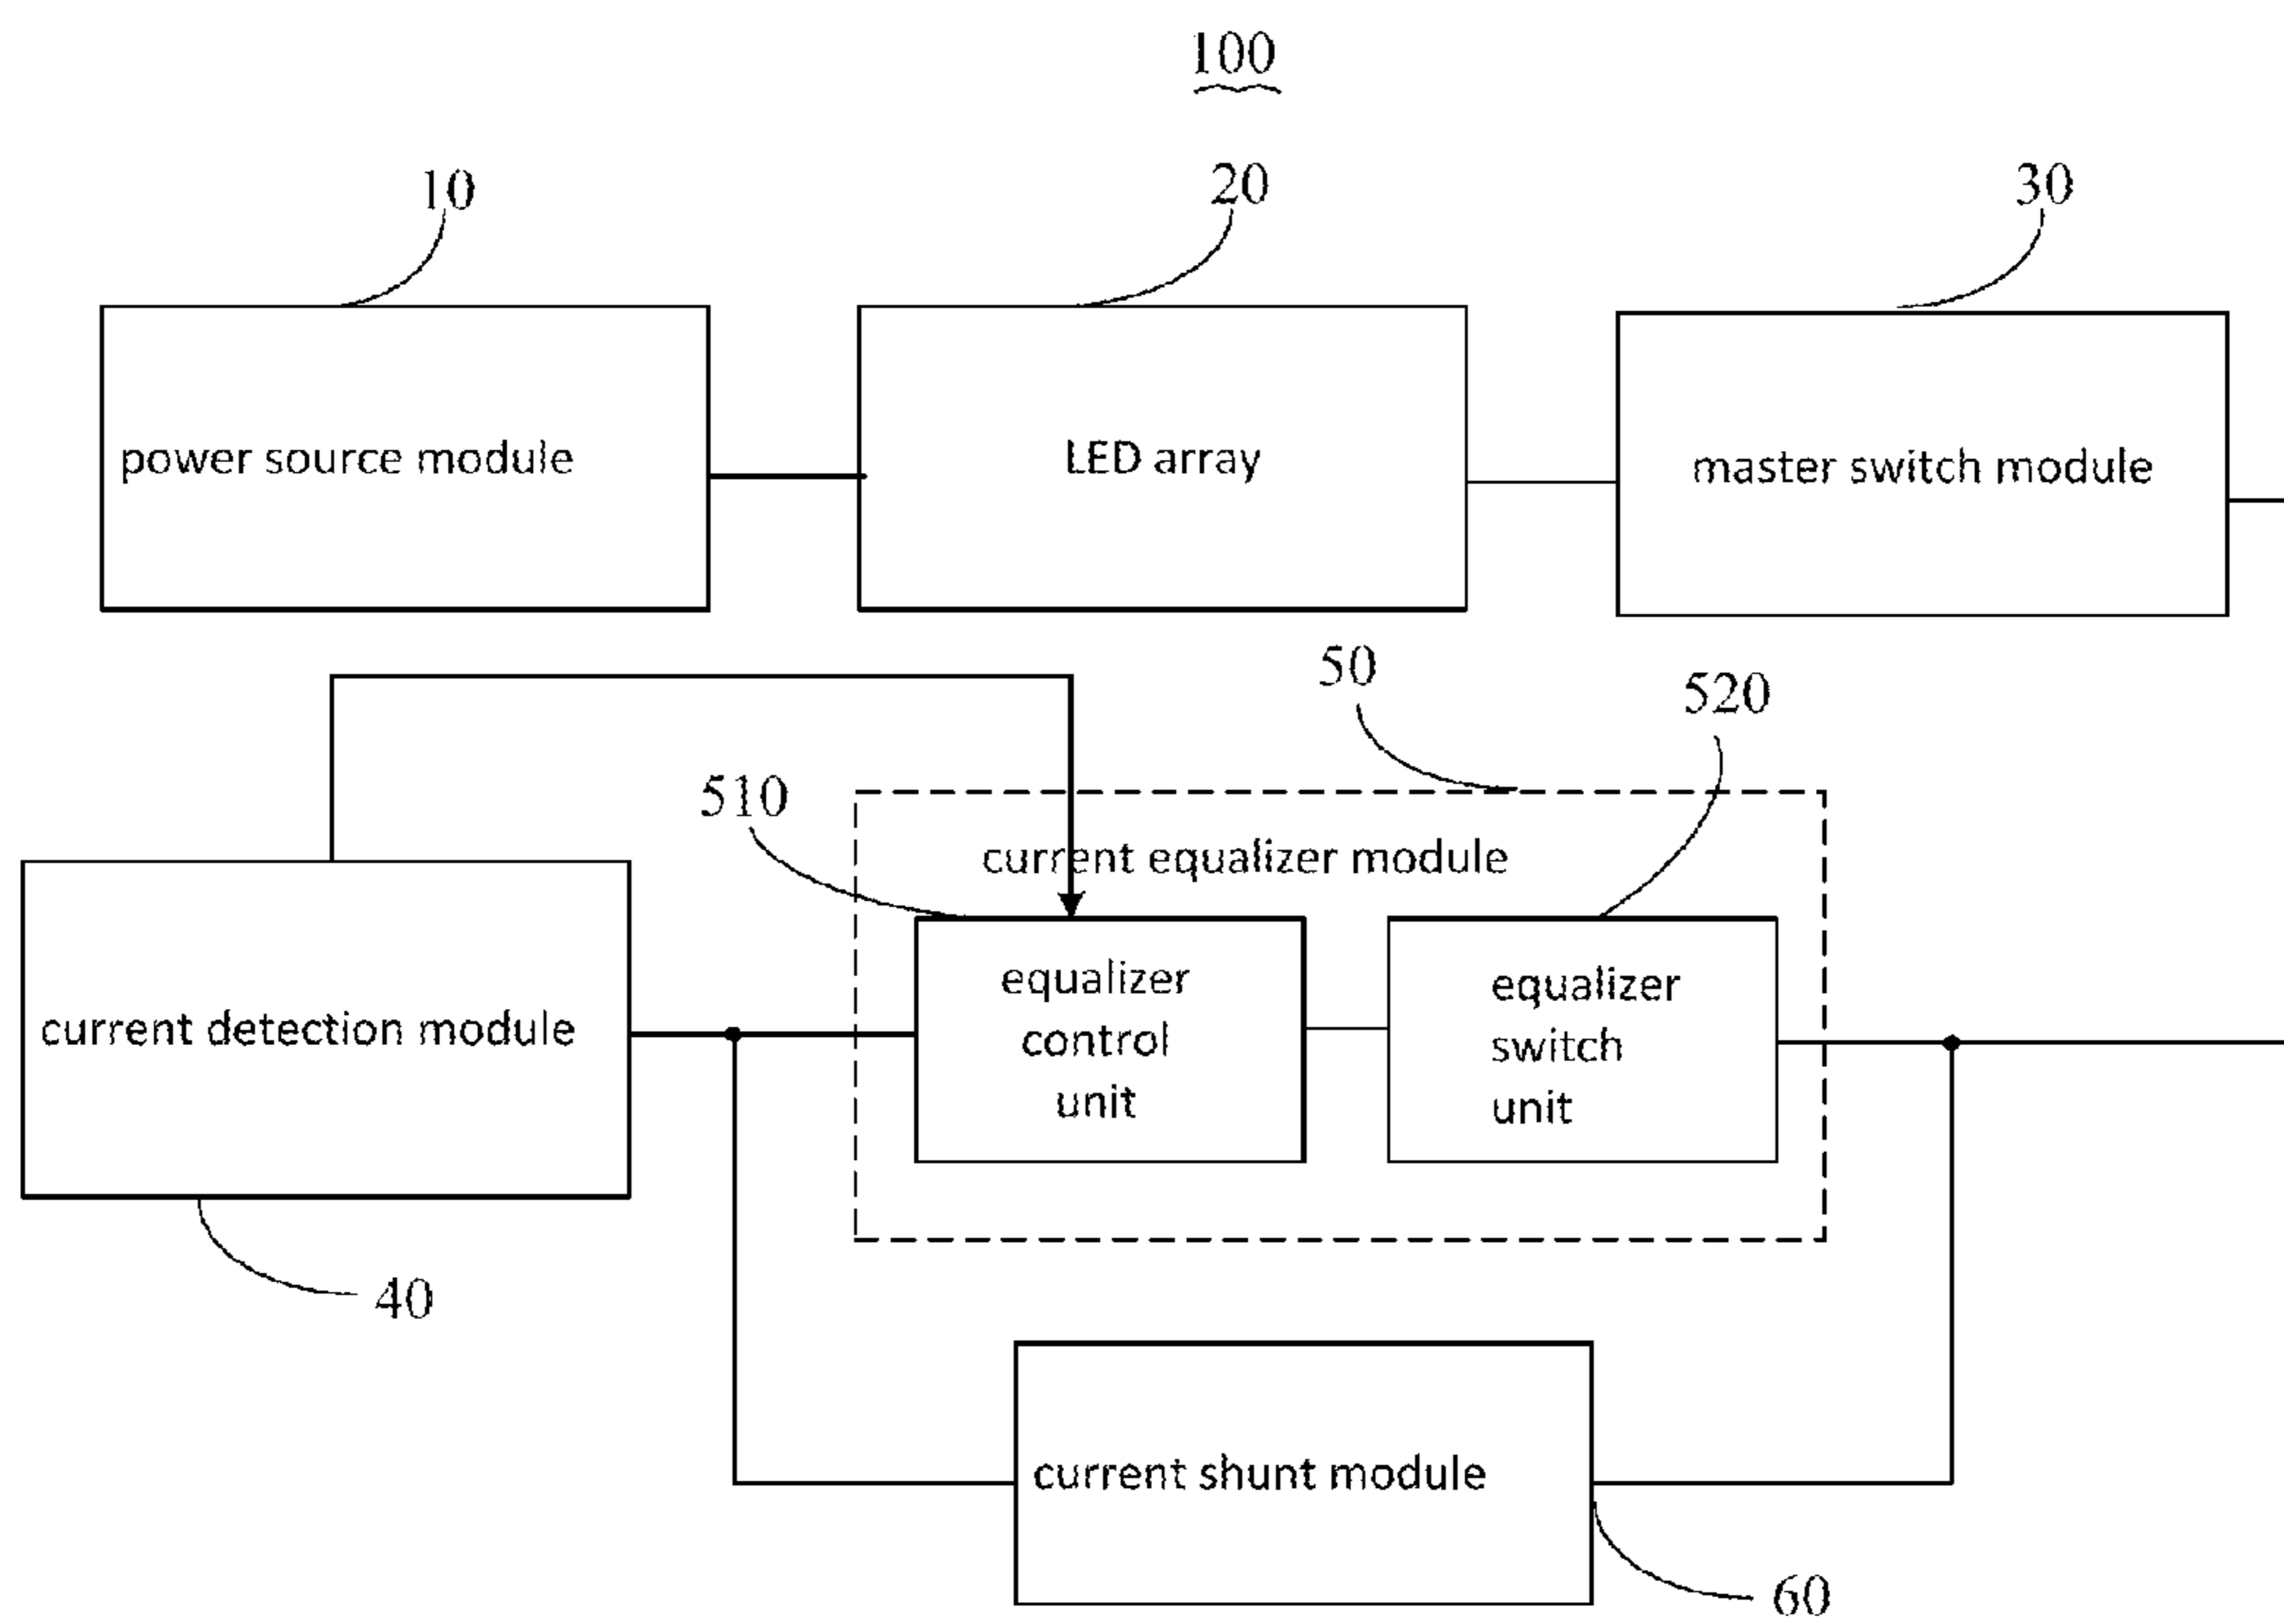 100
10
20
30
power source module
LED array
master switch module
50
520
510
current equalizer module
equalizer
control
unit
equalizer
switch
unit
current detection module
40
current shunt module
60